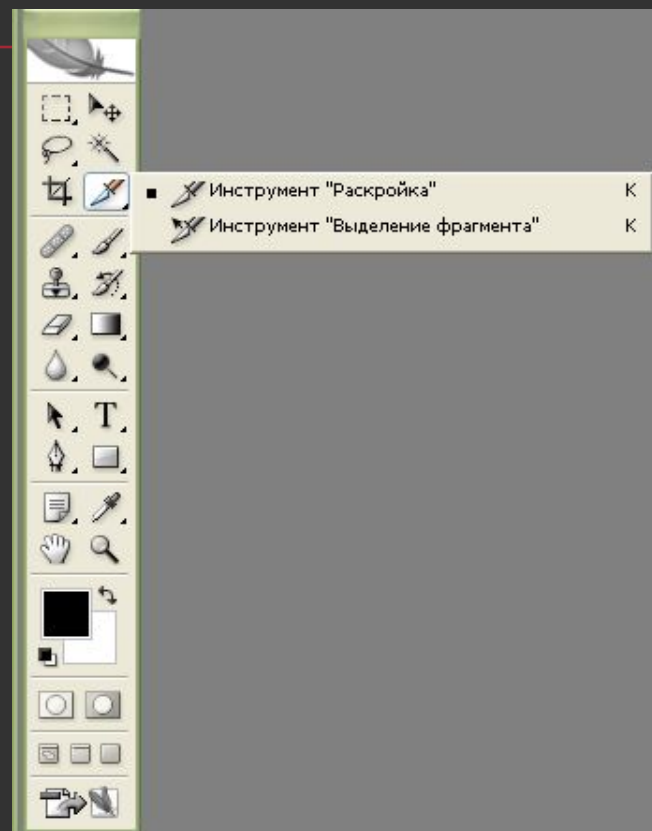 Инструмент "Раскройка" K
Инструмент "Выделение фрагмента" K
T